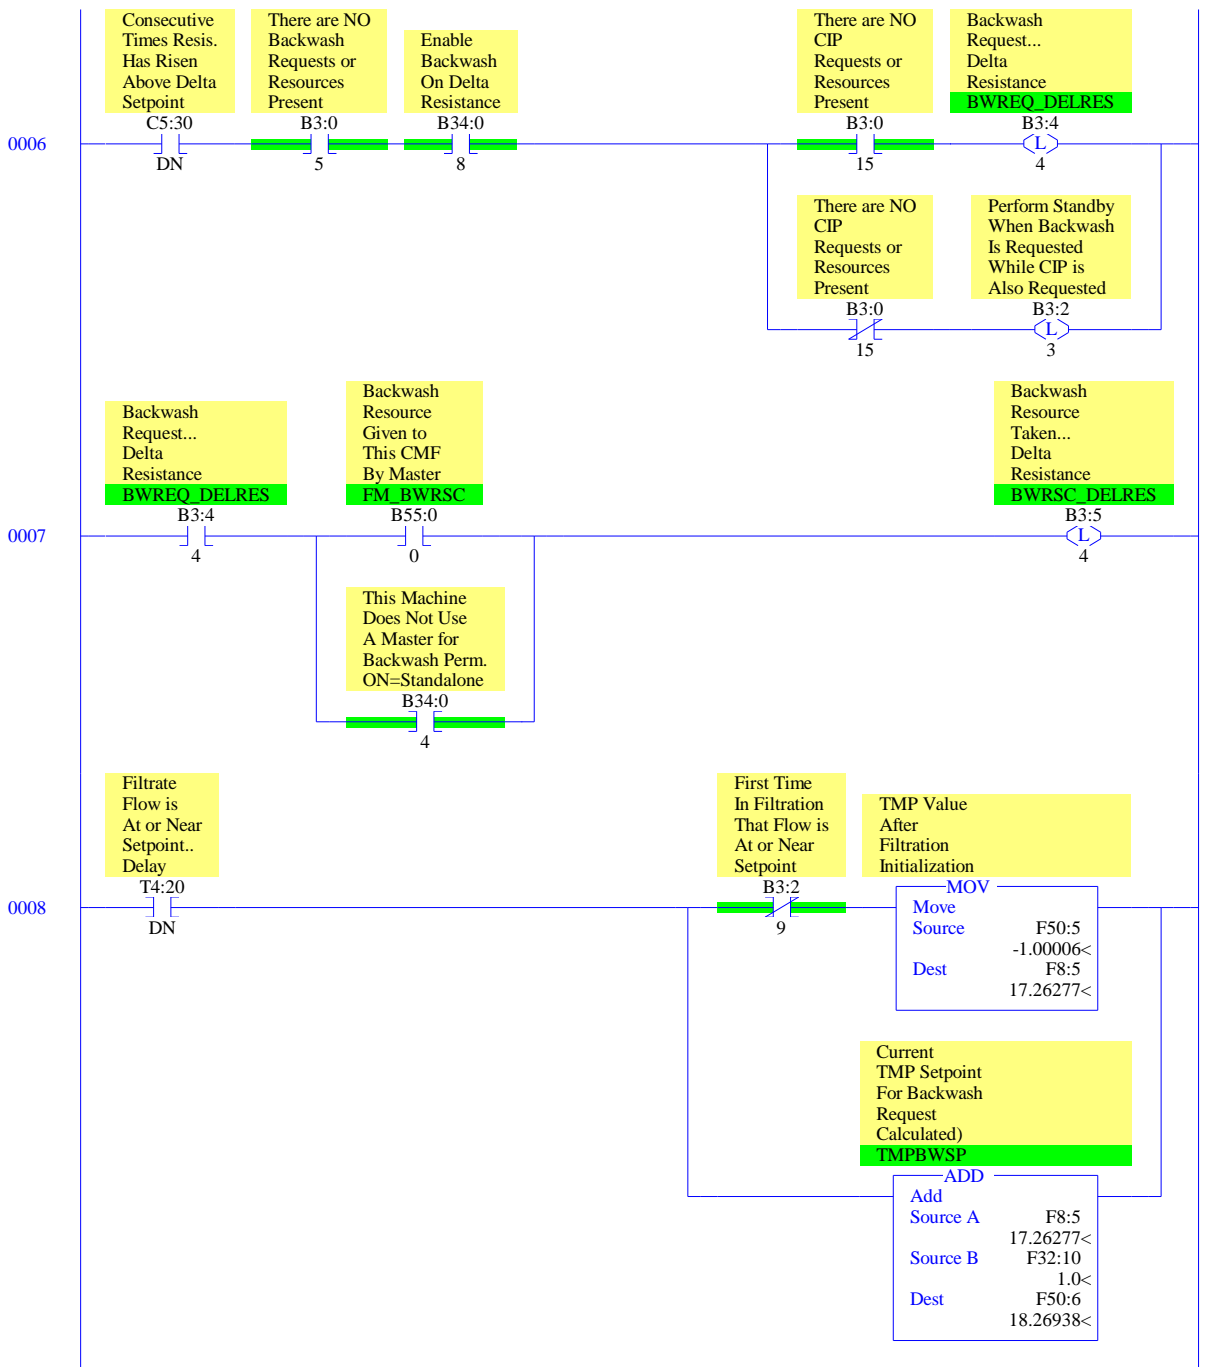 Consecutive
Times Resis.
Has Risen
Above Delta
Setpoint
C5:30
DN
There are NO
Backwash
Requests or
Resources
Present
B3:0
5
Enable
Backwash
On Delta
Resistance
B34:0
8
There are NO
CIP
Requests or
Resources
Present
B3:0
15
Backwash
Request...
Delta
Resistance
BWREQ_DELRES
B3:4
L
4
0006
There are NO
CIP
Requests or
Resources
Present
B3:0
15
Perform Standby
When Backwash
Is Requested
While CIP is
Also Requested
B3:2
L
3
Backwash
Request...
Delta
Resistance
BWREQ_DELRES
B3:4
4
Backwash
Resource
Given to
This CMF
By Master
FM_BWRSC
B55:0
0
Backwash
Resource
Taken...
Delta
Resistance
BWRSC_DELRES
B3:5
L
4
0007
This Machine
Does Not Use
A Master for
Backwash Perm.
ON=Standalone
B34:0
4
Filtrate
Flow is
At or Near
Setpoint..
Delay
T4:20
DN
First Time
In Filtration
That Flow is
At or Near
Setpoint
B3:2
9
TMP Value
After
Filtration
Initialization
MOV
Move
Source F50:5
-1.00006<
Dest F8:5
17.26277<
0008
Current
TMP Setpoint
For Backwash
Request
Calculated)
TMPBWSP
ADD
Add
Source A F8:5
17.26277<
Source B F32:10
1.0<
Dest F50:6
18.26938<